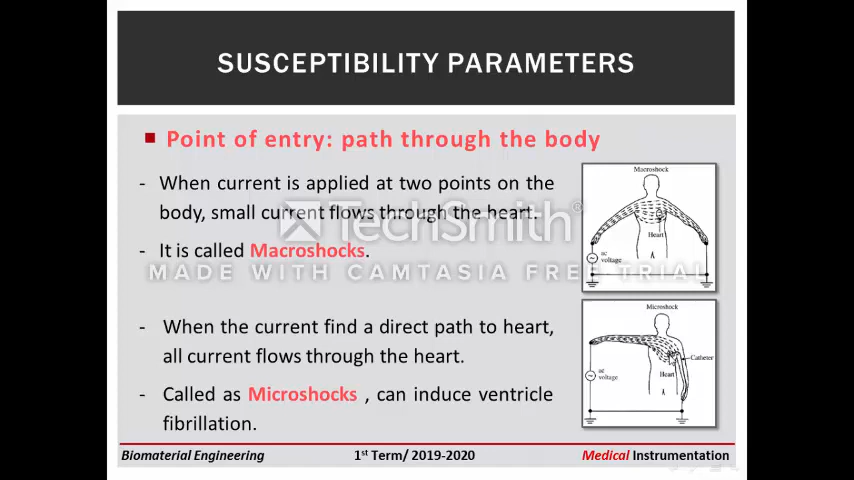 SUSCEPTIBILITY PARAMETERS
Point of entry: path through the body
- When current is applied at two points on the
body, small current flows through the heart.
- It is called Macroshocks.
- When the current find a direct path to heart,
all current flows through the heart.
- Called as Microshocks , can induce ventricle
fibrillation.
Macroshock
Heart
ac
voltage
Microshock
Catheter
Heart
ac
voltage
TechSmith®
MADE WITH CAMTASIA FREE TRIAL
Biomaterial Engineering
1st Term/ 2019-2020
Medical Instrumentation